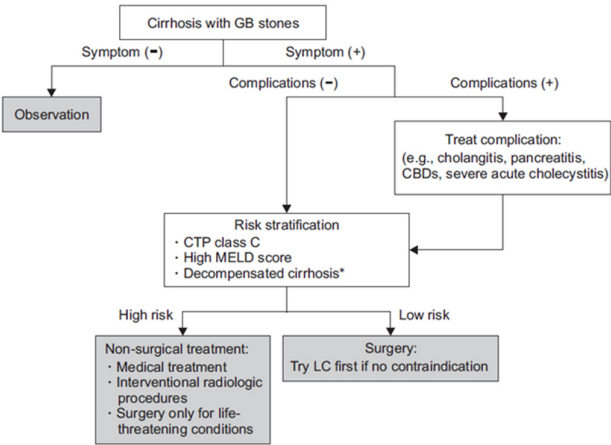 Cirrhosis with GB stones
Symptom (−)
Symptom (+)
Complications (−)
Complications (+)
Observation
Treat complication:
(e.g., cholangitis, pancreatitis,
CBDs, severe acute cholecystitis)
Risk stratification
· CTP class C
· High MELD score
· Decompensated cirrhosis*
High risk
Low risk
Non-surgical treatment:
· Medical treatment
· Interventional radiologic
procedures
· Surgery only for life-
threatening conditions
Surgery:
Try LC first if no contraindication